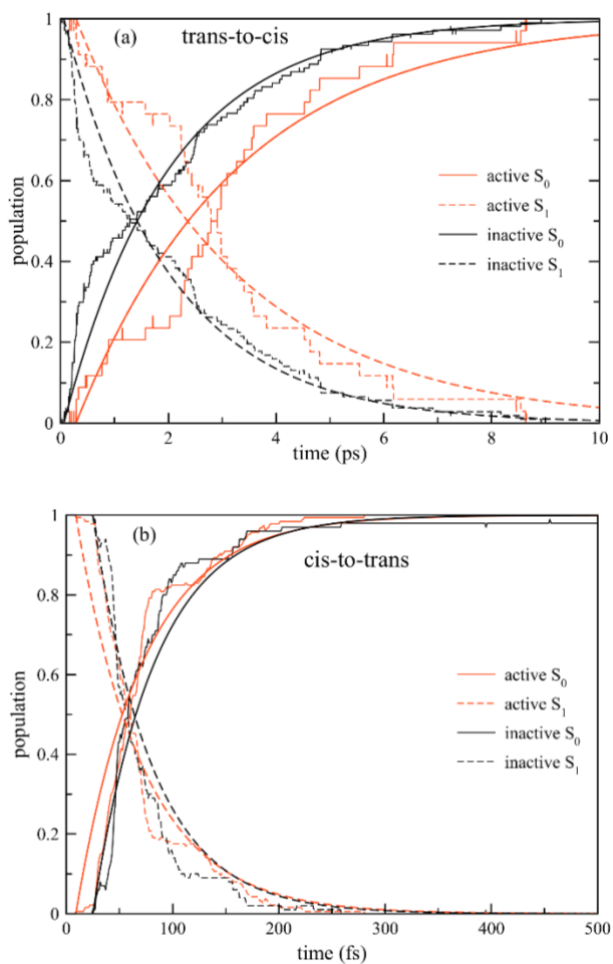 (a)
trans-to-cis
1
0.8
0.6
0.4
0.2
0
population
active S₀
active S₁
inactive S₀
inactive S₁
0 2 4 6 8 10
time (ps)
(b)
cis-to-trans
1
0.8
0.6
0.4
0.2
0
population
active S₀
active S₁
inactive S₀
inactive S₁
0 100 200 300 400 500
time (fs)